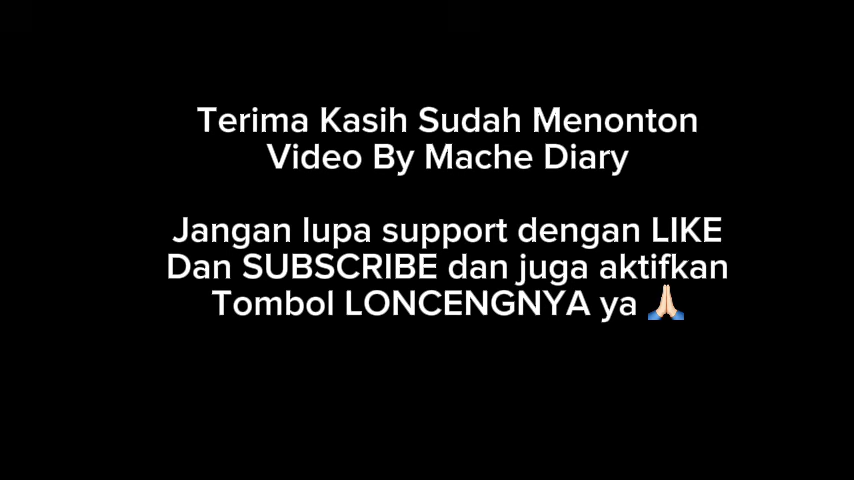 Terima Kasih Sudah Menonton
Video By Mache Diary
Jangan lupa support dengan LIKE
Dan SUBSCRIBE dan juga aktifkan
Tombol LONCENGNYA ya 🙏🏻